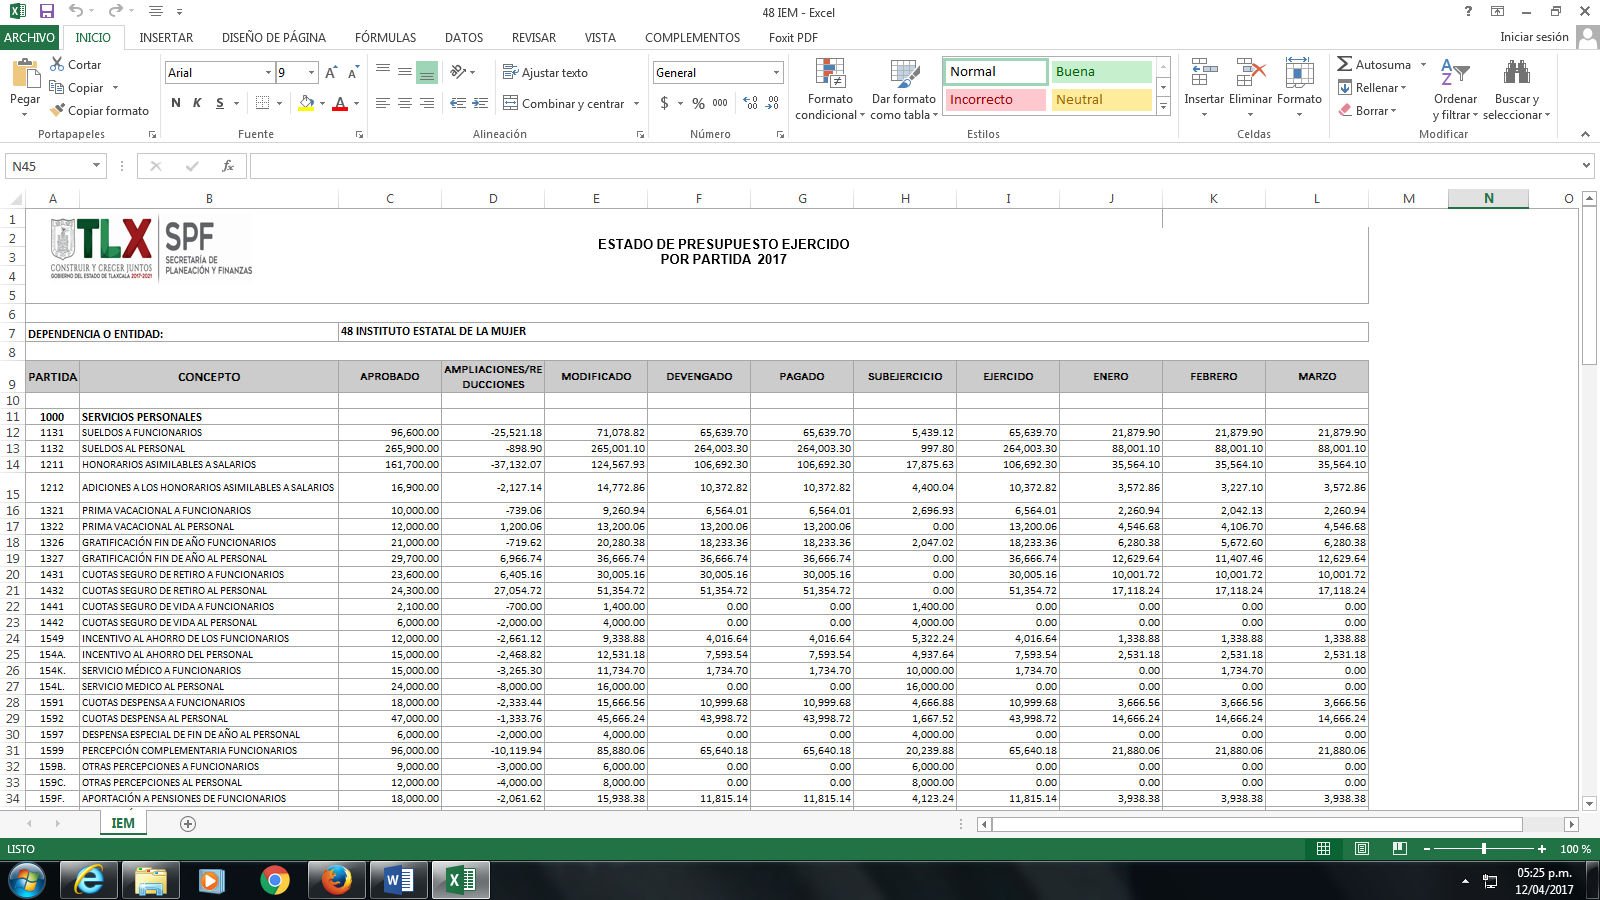 48 IEM - Excel
ARCHIVO INICIO INSERTAR DISEÑO DE PÁGINA FÓRMULAS DATOS REVISAR VISTA COMPLEMENTOS Foxit PDF Iniciar sesión
Pegar
Cortar
Copiar
Copiar formato
Portapapeles
Arial 9
N K S
Fuente
Ajustar texto
Combinar y centrar
Alineación
General
$ % 000
Número
Formato condicional
Dar formato como tabla
Normal Buena
Incorrecto Neutral
Estilos
Insertar Eliminar Formato
Celdas
Autosuma
Rellenar
Borrar
Ordenar y filtrar
Buscar y seleccionar
Modificar
N45 fx
A B C D E F G H I J K L M N O
1
2
3
4
5
TLX
CONSTRUIR Y CRECER JUNTOS
GOBIERNO DEL ESTADO DE TLAXCALA 2017-2021
SPF
SECRETARÍA DE
PLANEACIÓN Y FINANZAS
ESTADO DE PRESUPUESTO EJERCIDO
POR PARTIDA 2017
6
7 DEPENDENCIA O ENTIDAD: 48 INSTITUTO ESTATAL DE LA MUJER
8
9 PARTIDA CONCEPTO APROBADO AMPLIACIONES/REDUCCIONES MODIFICADO DEVENGADO PAGADO SUBEJERCICIO EJERCIDO ENERO FEBRERO MARZO
10
11 1000 SERVICIOS PERSONALES
12 1131 SUELDOS A FUNCIONARIOS 96,600.00 -25,521.18 71,078.82 65,639.70 65,639.70 5,439.12 65,639.70 21,879.90 21,879.90 21,879.90
13 1132 SUELDOS AL PERSONAL 265,900.00 -898.90 265,001.10 264,003.30 264,003.30 997.80 264,003.30 88,001.10 88,001.10 88,001.10
14 1211 HONORARIOS ASIMILABLES A SALARIOS 161,700.00 -37,132.07 124,567.93 106,692.30 106,692.30 17,875.63 106,692.30 35,564.10 35,564.10 35,564.10
15 1212 ADICIONES A LOS HONORARIOS ASIMILABLES A SALARIOS 16,900.00 -2,127.14 14,772.86 10,372.82 10,372.82 4,400.04 10,372.82 3,572.86 3,227.10 3,572.86
16 1321 PRIMA VACACIONAL A FUNCIONARIOS 10,000.00 -739.06 9,260.94 6,564.01 6,564.01 2,696.93 6,564.01 2,260.94 2,042.13 2,260.94
17 1322 PRIMA VACACIONAL AL PERSONAL 12,000.00 1,200.06 13,200.06 13,200.06 13,200.06 0.00 13,200.06 4,546.68 4,106.70 4,546.68
18 1326 GRATIFICACIÓN FIN DE AÑO FUNCIONARIOS 21,000.00 -719.62 20,280.38 18,233.36 18,233.36 2,047.02 18,233.36 6,280.38 5,672.60 6,280.38
19 1327 GRATIFICACIÓN FIN DE AÑO AL PERSONAL 29,700.00 6,966.74 36,666.74 36,666.74 36,666.74 0.00 36,666.74 12,629.64 11,407.46 12,629.64
20 1431 CUOTAS SEGURO DE RETIRO A FUNCIONARIOS 23,600.00 6,405.16 30,005.16 30,005.16 30,005.16 0.00 30,005.16 10,001.72 10,001.72 10,001.72
21 1432 CUOTAS SEGURO DE RETIRO AL PERSONAL 24,300.00 27,054.72 51,354.72 51,354.72 51,354.72 0.00 51,354.72 17,118.24 17,118.24 17,118.24
22 1441 CUOTAS SEGURO DE VIDA A FUNCIONARIOS 2,100.00 -700.00 1,400.00 0.00 0.00 1,400.00 0.00 0.00 0.00 0.00
23 1442 CUOTAS SEGURO DE VIDA AL PERSONAL 6,000.00 -2,000.00 4,000.00 0.00 0.00 4,000.00 0.00 0.00 0.00 0.00
24 1549 INCENTIVO AL AHORRO DE LOS FUNCIONARIOS 12,000.00 -2,661.12 9,338.88 4,016.64 4,016.64 5,322.24 4,016.64 1,338.88 1,338.88 1,338.88
25 154A. INCENTIVO AL AHORRO DEL PERSONAL 15,000.00 -2,468.82 12,531.18 7,593.54 7,593.54 4,937.64 7,593.54 2,531.18 2,531.18 2,531.18
26 154K. SERVICIO MÉDICO A FUNCIONARIOS 15,000.00 -3,265.30 11,734.70 1,734.70 1,734.70 10,000.00 1,734.70 0.00 1,734.70 0.00
27 154L. SERVICIO MEDICO AL PERSONAL 24,000.00 -8,000.00 16,000.00 0.00 0.00 16,000.00 0.00 0.00 0.00 0.00
28 1591 CUOTAS DESPENSA A FUNCIONARIOS 18,000.00 -2,333.44 15,666.56 10,999.68 10,999.68 4,666.88 10,999.68 3,666.56 3,666.56 3,666.56
29 1592 CUOTAS DESPENSA AL PERSONAL 47,000.00 -1,333.76 45,666.24 43,998.72 43,998.72 1,667.52 43,998.72 14,666.24 14,666.24 14,666.24
30 1597 DESPENSA ESPECIAL DE FIN DE AÑO AL PERSONAL 6,000.00 -2,000.00 4,000.00 0.00 0.00 4,000.00 0.00 0.00 0.00 0.00
31 1599 PERCEPCIÓN COMPLEMENTARIA FUNCIONARIOS 96,000.00 -10,119.94 85,880.06 65,640.18 65,640.18 20,239.88 65,640.18 21,880.06 21,880.06 21,880.06
32 159B. OTRAS PERCEPCIONES A FUNCIONARIOS 9,000.00 -3,000.00 6,000.00 0.00 0.00 6,000.00 0.00 0.00 0.00 0.00
33 159C. OTRAS PERCEPCIONES AL PERSONAL 12,000.00 -4,000.00 8,000.00 0.00 0.00 8,000.00 0.00 0.00 0.00 0.00
34 159F. APORTACIÓN A PENSIONES DE FUNCIONARIOS 18,000.00 -2,061.62 15,938.38 11,815.14 11,815.14 4,123.24 11,815.14 3,938.38 3,938.38 3,938.38
IEM
LISTO 100 %
05:25 p.m.
12/04/2017